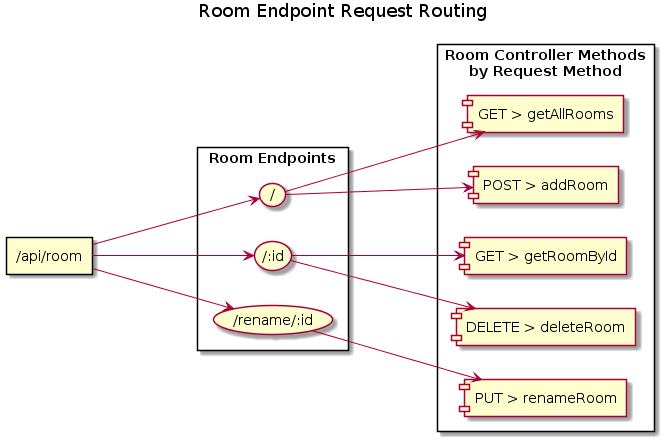 Room Endpoint Request Routing
Room Controller Methods
by Request Method
GET > getAllRooms
Room Endpoints
POST > addRoom
/
/api/room
/:id
GET > getRoomById
/rename/:id
DELETE > deleteRoom
PUT > renameRoom